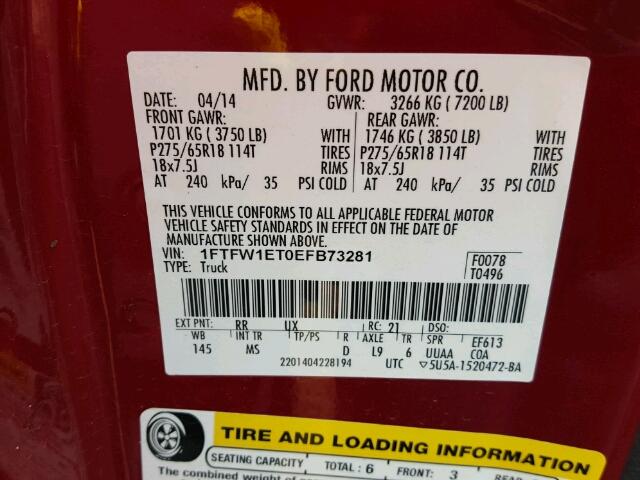 MFD. BY FORD MOTOR CO.
DATE: 04/14 GVWR: 3266 KG ( 7200 LB)
FRONT GAWR: REAR GAWR:
1701 KG ( 3750 LB) WITH 1746 KG ( 3850 LB) WITH
P275/65R18 114T TIRES P275/65R18 114T TIRES
18x7.5J RIMS 18x7.5J RIMS
AT 240 kPa/ 35 PSI COLD AT 240 kPa/ 35 PSI COLD
THIS VEHICLE CONFORMS TO ALL APPLICABLE FEDERAL MOTOR
VEHICLE SAFETY STANDARDS IN EFFECT ON THE DATE OF
MANUFACTURE SHOWN ABOVE.
VIN: 1FTFW1ET0EFB73281 F0078
TYPE: Truck T0496
EXT PNT: RR UX RC: 21 DSO:
WB INT TR TP/PS R AXLE TR SPR EF613
145 MS D L9 6 UUAA COA
2201404228194 UTC ▽5U5A-1520472-BA
TIRE AND LOADING INFORMATION
SEATING CAPACITY TOTAL : 6 FRONT: 3
The combined weight of